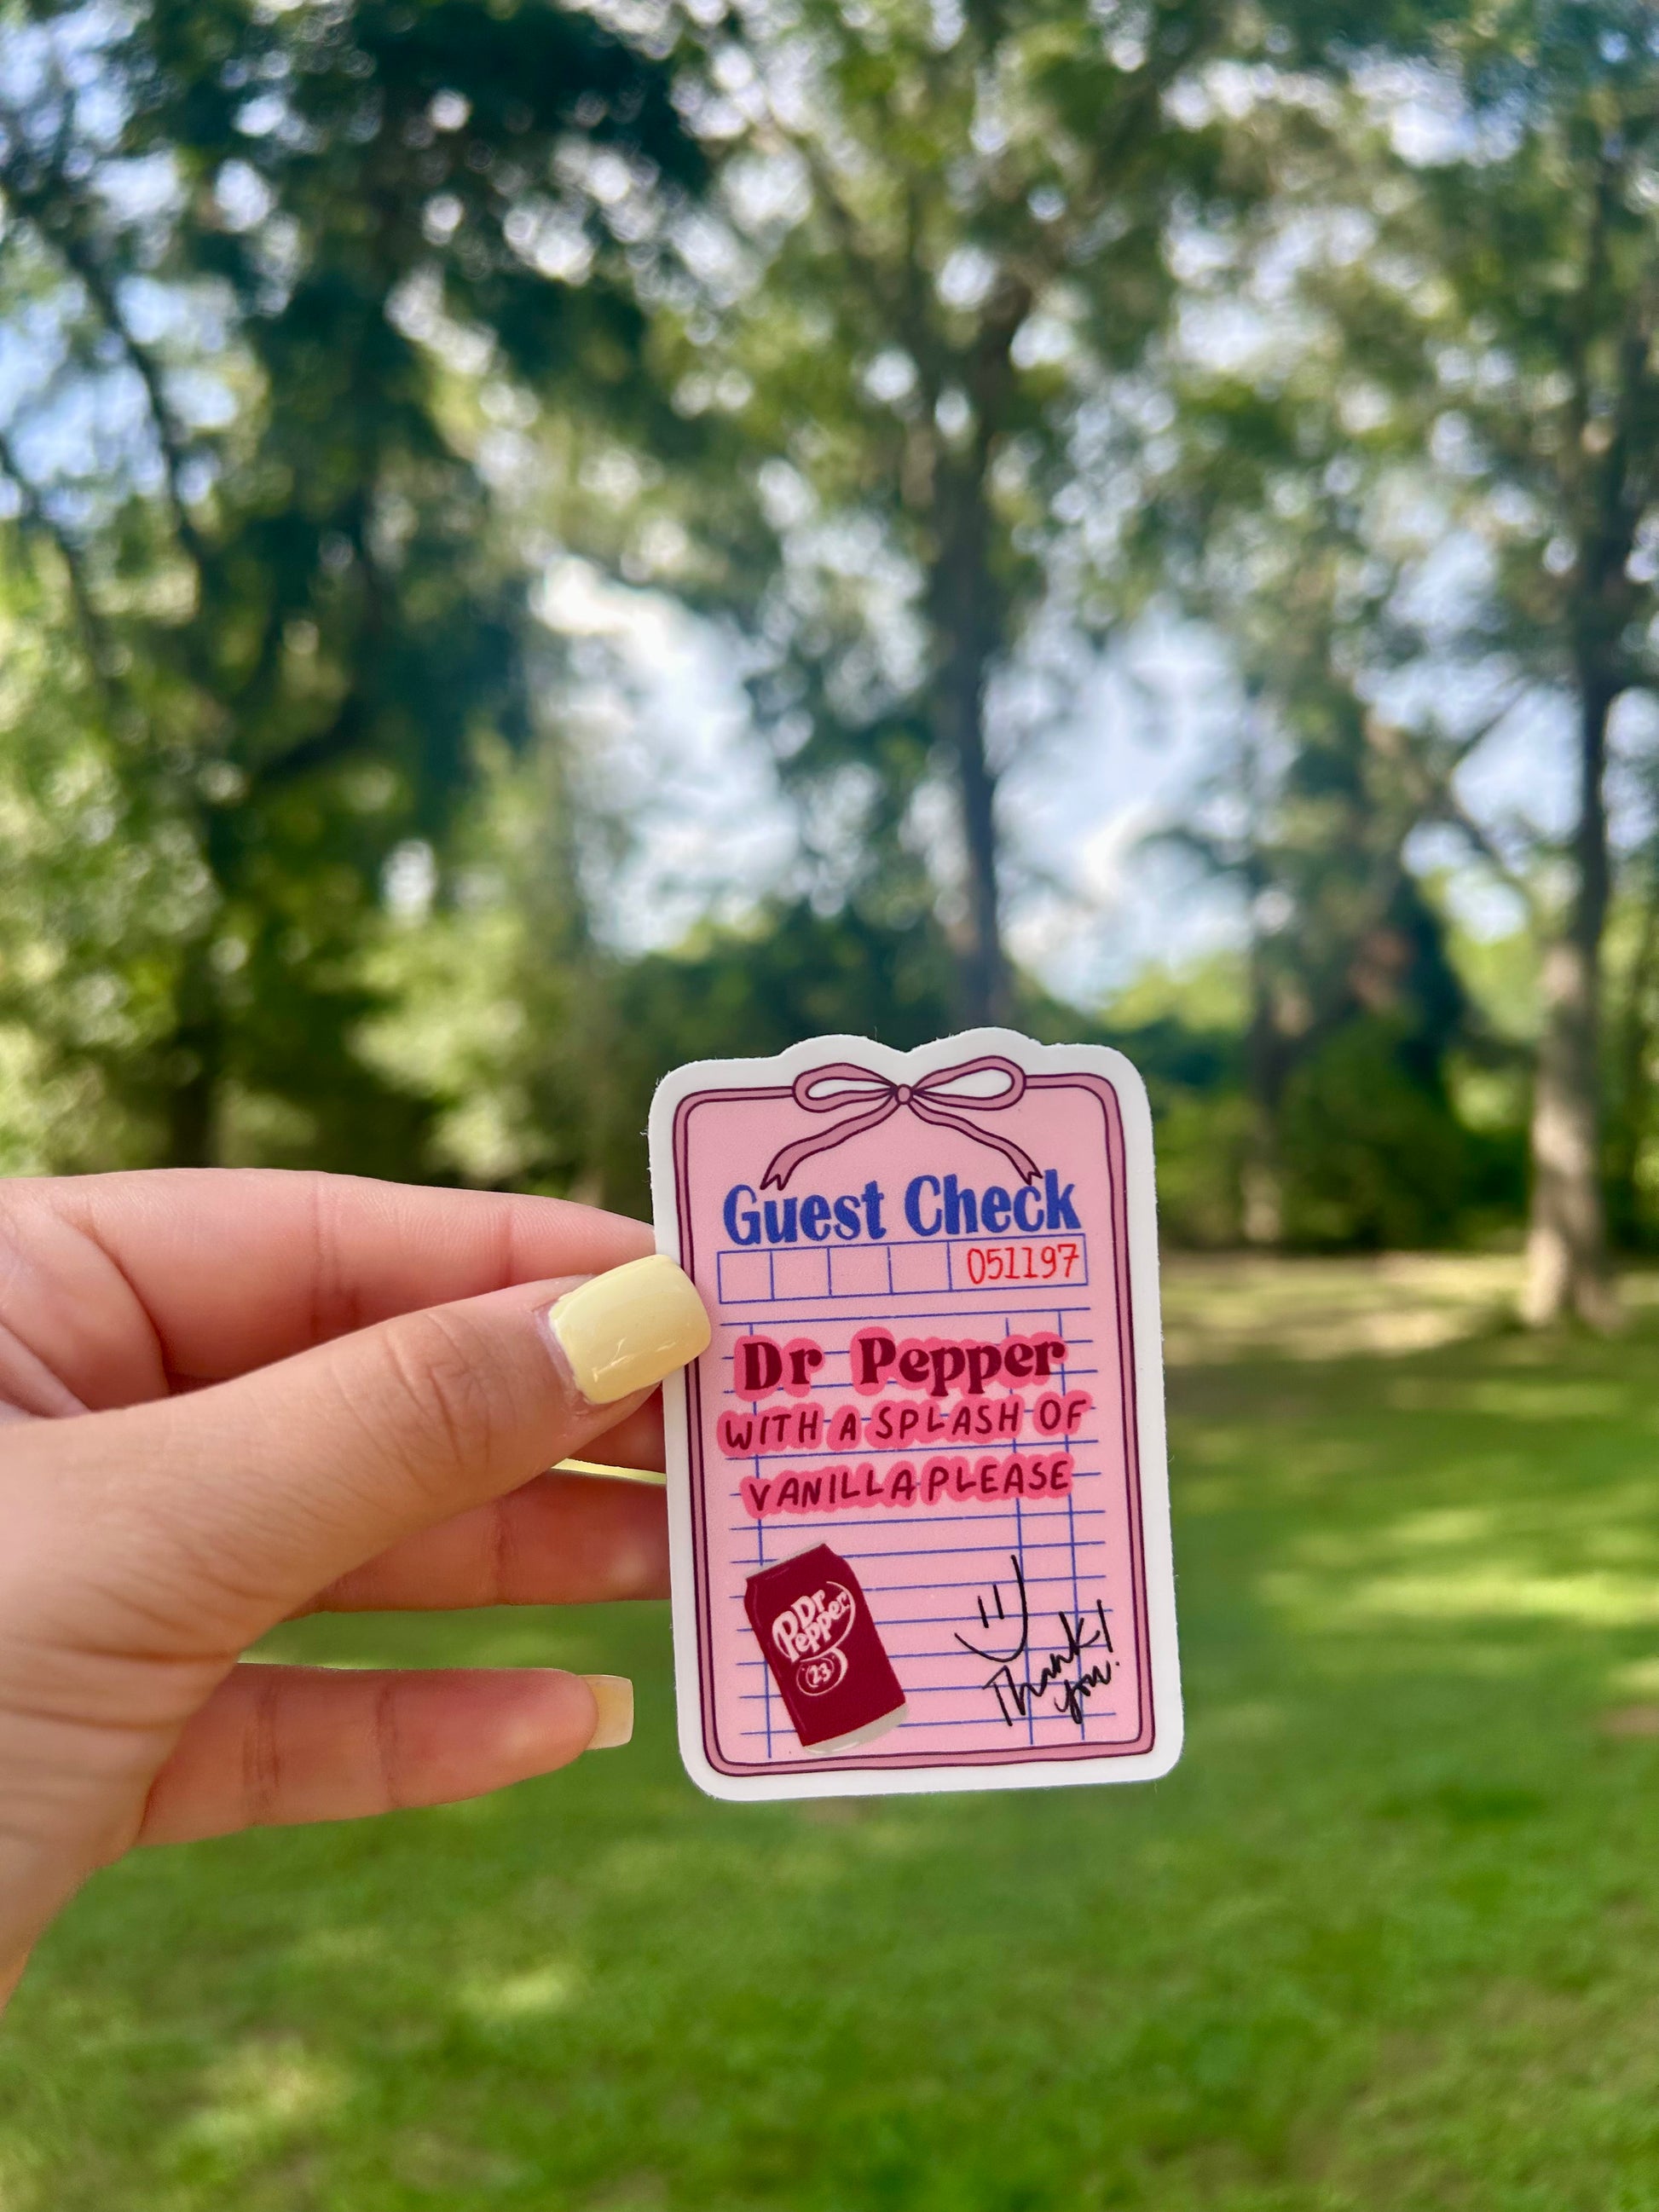 Guest Check
051197
Dr Pepper
WITH A SPLASH OF
VANILLA PLEASE
Dr
Pepper
23
Thank
you!